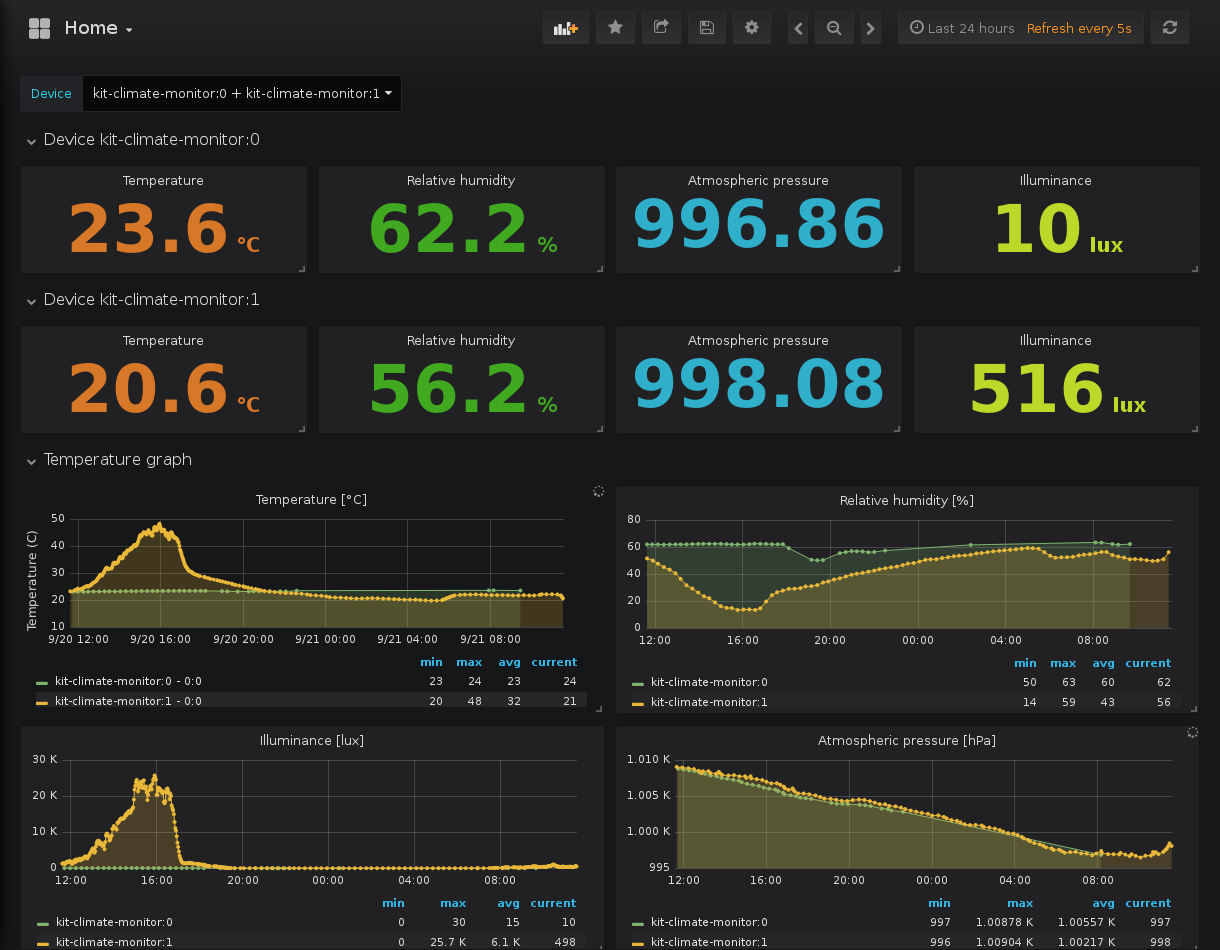 Home
Last 24 hours Refresh every 5s
Device kit-climate-monitor:0 + kit-climate-monitor:1
Device kit-climate-monitor:0
Temperature Relative humidity Atmospheric pressure Illuminance
23.6 °C 62.2 % 996.86 10 lux
Device kit-climate-monitor:1
Temperature Relative humidity Atmospheric pressure Illuminance
20.6 °C 56.2 % 998.08 516 lux
Temperature graph
Temperature [°C]
Temperature (C)
50
40
30
20
10
9/20 12:00 9/20 16:00 9/20 20:00 9/21 00:00 9/21 04:00 9/21 08:00
min max avg current
kit-climate-monitor:0 - 0:0 23 24 23 24
kit-climate-monitor:1 - 0:0 20 48 32 21
Relative humidity [%]
80
60
40
20
0
12:00 16:00 20:00 00:00 04:00 08:00
min max avg current
kit-climate-monitor:0 50 63 60 62
kit-climate-monitor:1 14 59 43 56
Illuminance [lux]
30 K
20 K
10 K
0
12:00 16:00 20:00 00:00 04:00 08:00
min max avg current
kit-climate-monitor:0 0 30 15 10
kit-climate-monitor:1 0 25.7 K 6.1 K 498
Atmospheric pressure [hPa]
1.010 K
1.005 K
1.000 K
995
12:00 16:00 20:00 00:00 04:00 08:00
min max avg current
kit-climate-monitor:0 997 1.00878 K 1.00557 K 997
kit-climate-monitor:1 996 1.00904 K 1.00217 K 998